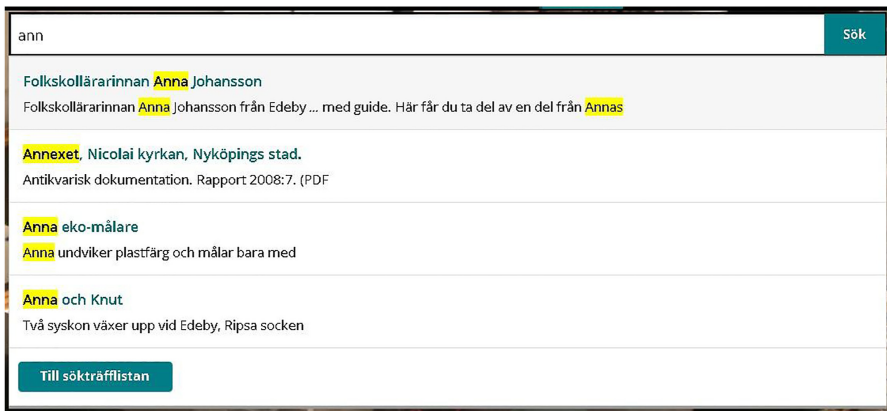 ann
Sök
Folkskollärarinnan Anna Johansson
Folkskollärarinnan Anna Johansson från Edeby ... med guide. Här får du ta del av en del från Annas
Annexet, Nicolai kyrkan, Nyköpings stad.
Antikvarisk dokumentation. Rapport 2008:7. (PDF
Anna eko-målare
Anna undviker plastfärg och målar bara med
Anna och Knut
Två syskon växer upp vid Edeby, Ripsa socken
Till sökträfflistan